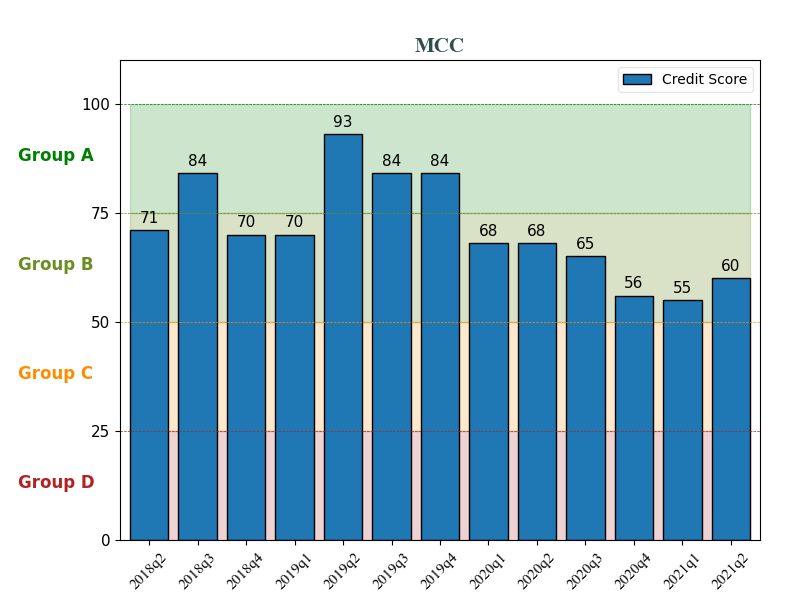 MCC
Credit Score
100
75
50
25
0
Group A
Group B
Group C
Group D
71
84
70
70
93
84
84
68
68
65
56
55
60
2018q2
2018q3
2018q4
2019q1
2019q2
2019q3
2019q4
2020q1
2020q2
2020q3
2020q4
2021q1
2021q2